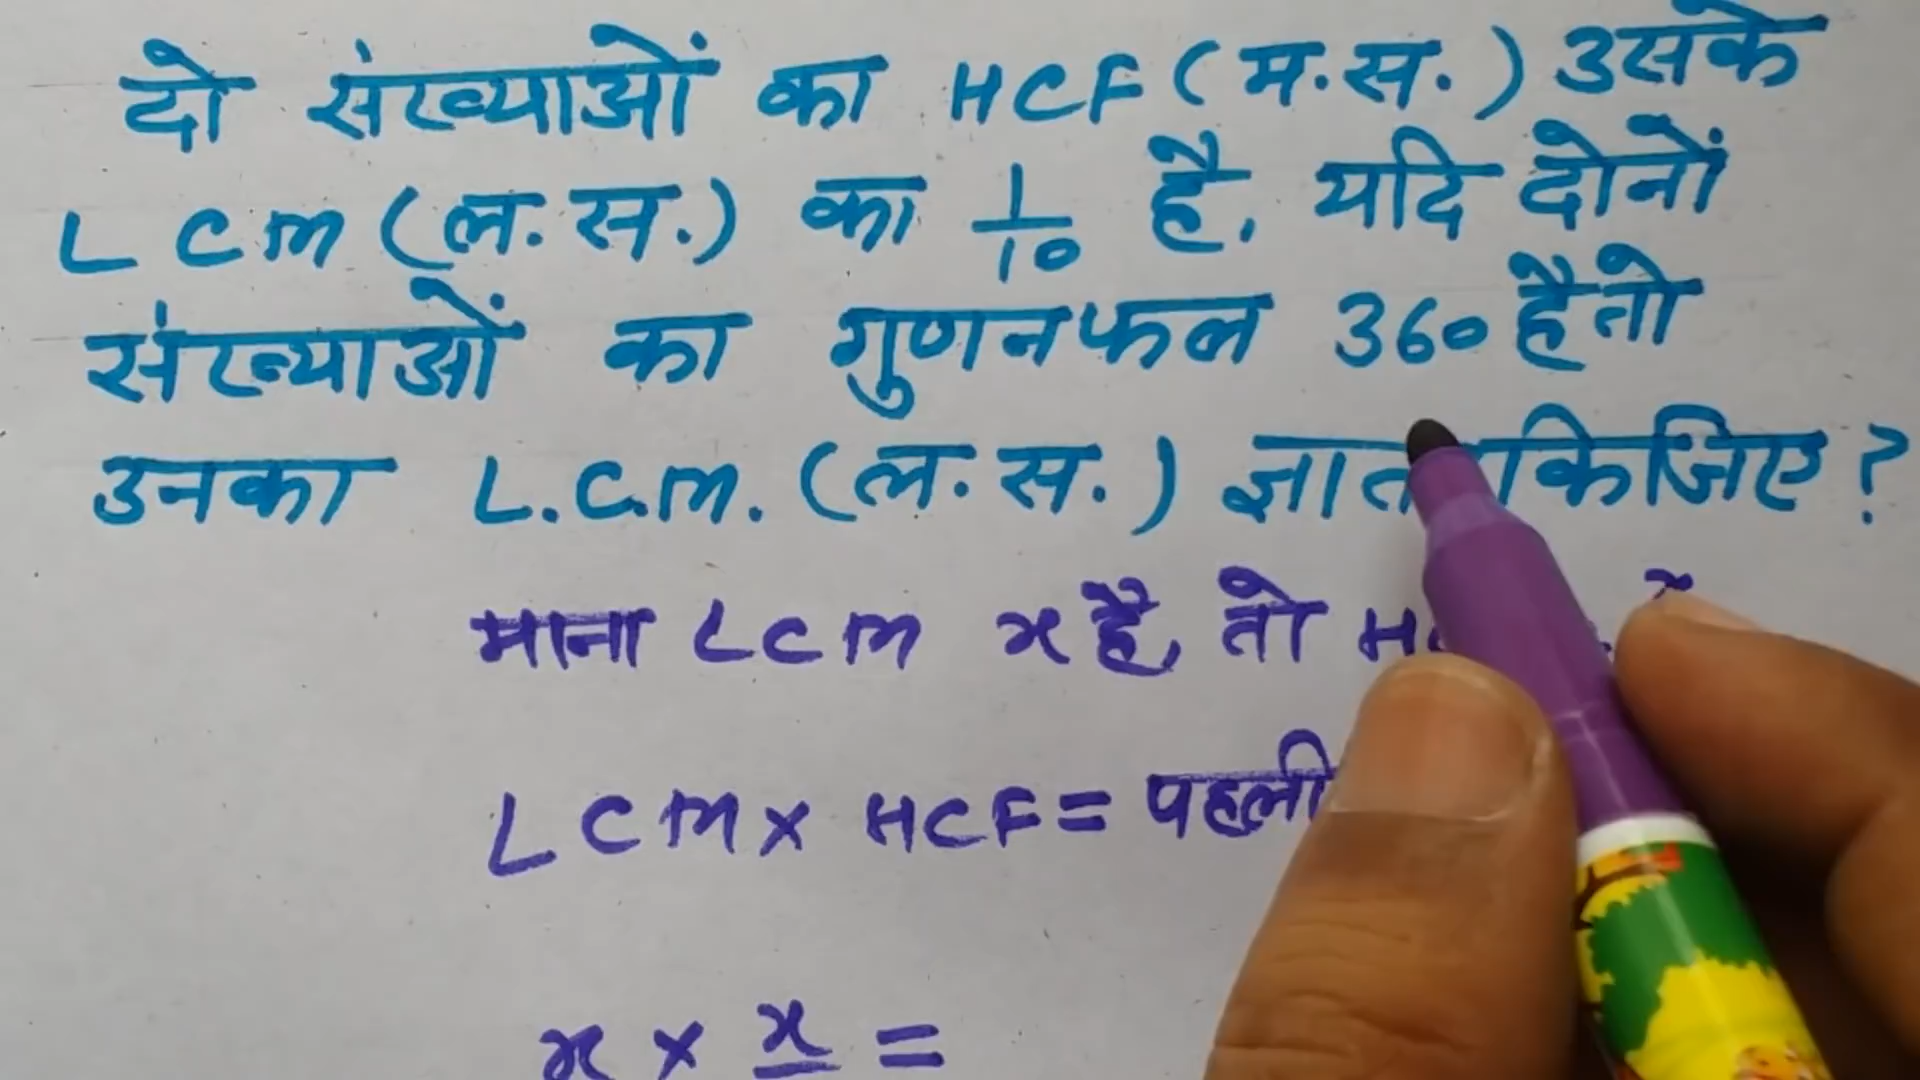 दो संख्याओं का HCF (म.स.) उसके
LCM (ल.स.) का 1/10 है, यदि दोनों
संख्याओं का गुणनफल 360 है तो
उनका L.C.M. (ल.स.) ज्ञात किजिए ?
माना LCM x है, तो x
LCM x HCF = पहली
x × x =